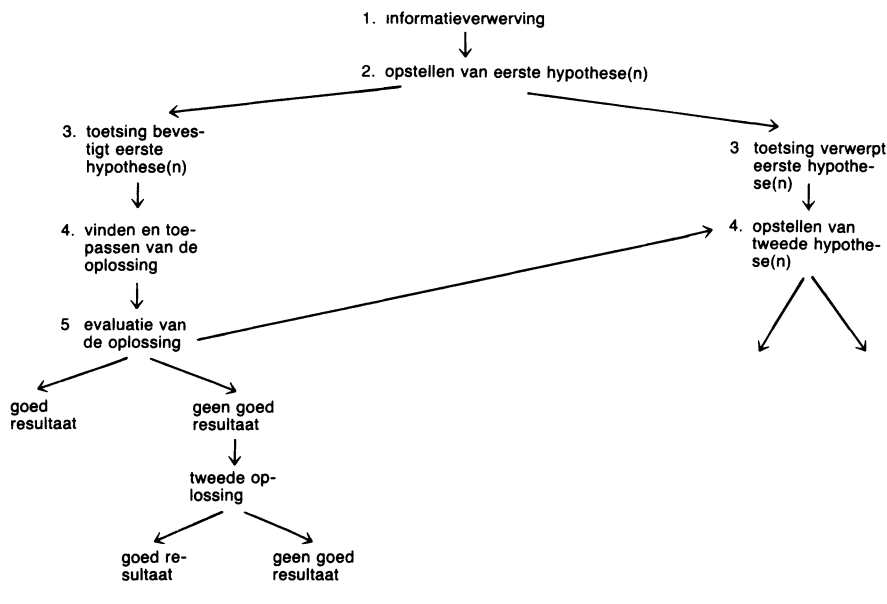 1. informatieverwerving
2. opstellen van eerste hypothese(n)
3. toetsing beves-
tigt eerste
hypothese(n)
3 toetsing verwerpt
eerste hypothe-
se(n)
4. vinden en toe-
passen van de
oplossing
4. opstellen van
tweede hypothe-
se(n)
5 evaluatie van
de oplossing
goed
resultaat
geen goed
resultaat
tweede op-
lossing
goed re-
sultaat
geen goed
resultaat